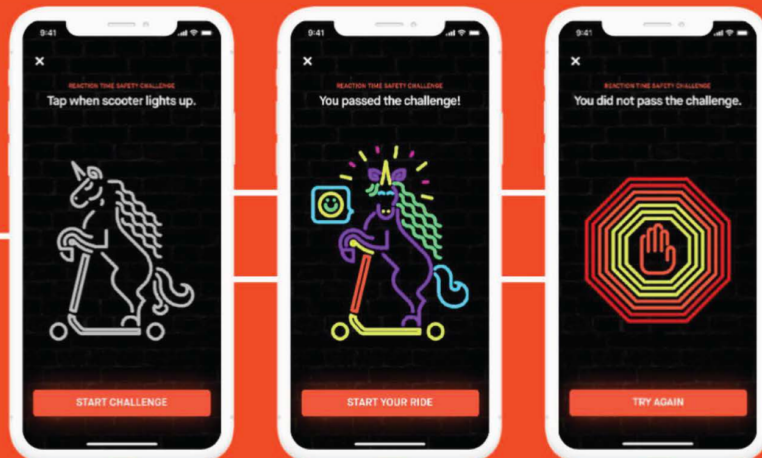 9:41
REACTION TIME SAFETY CHALLENGE
Tap when scooter lights up.
START CHALLENGE
9:41
REACTION TIME SAFETY CHALLENGE
You passed the challenge!
START YOUR RIDE
9:41
REACTION TIME SAFETY CHALLENGE
You did not pass the challenge.
TRY AGAIN